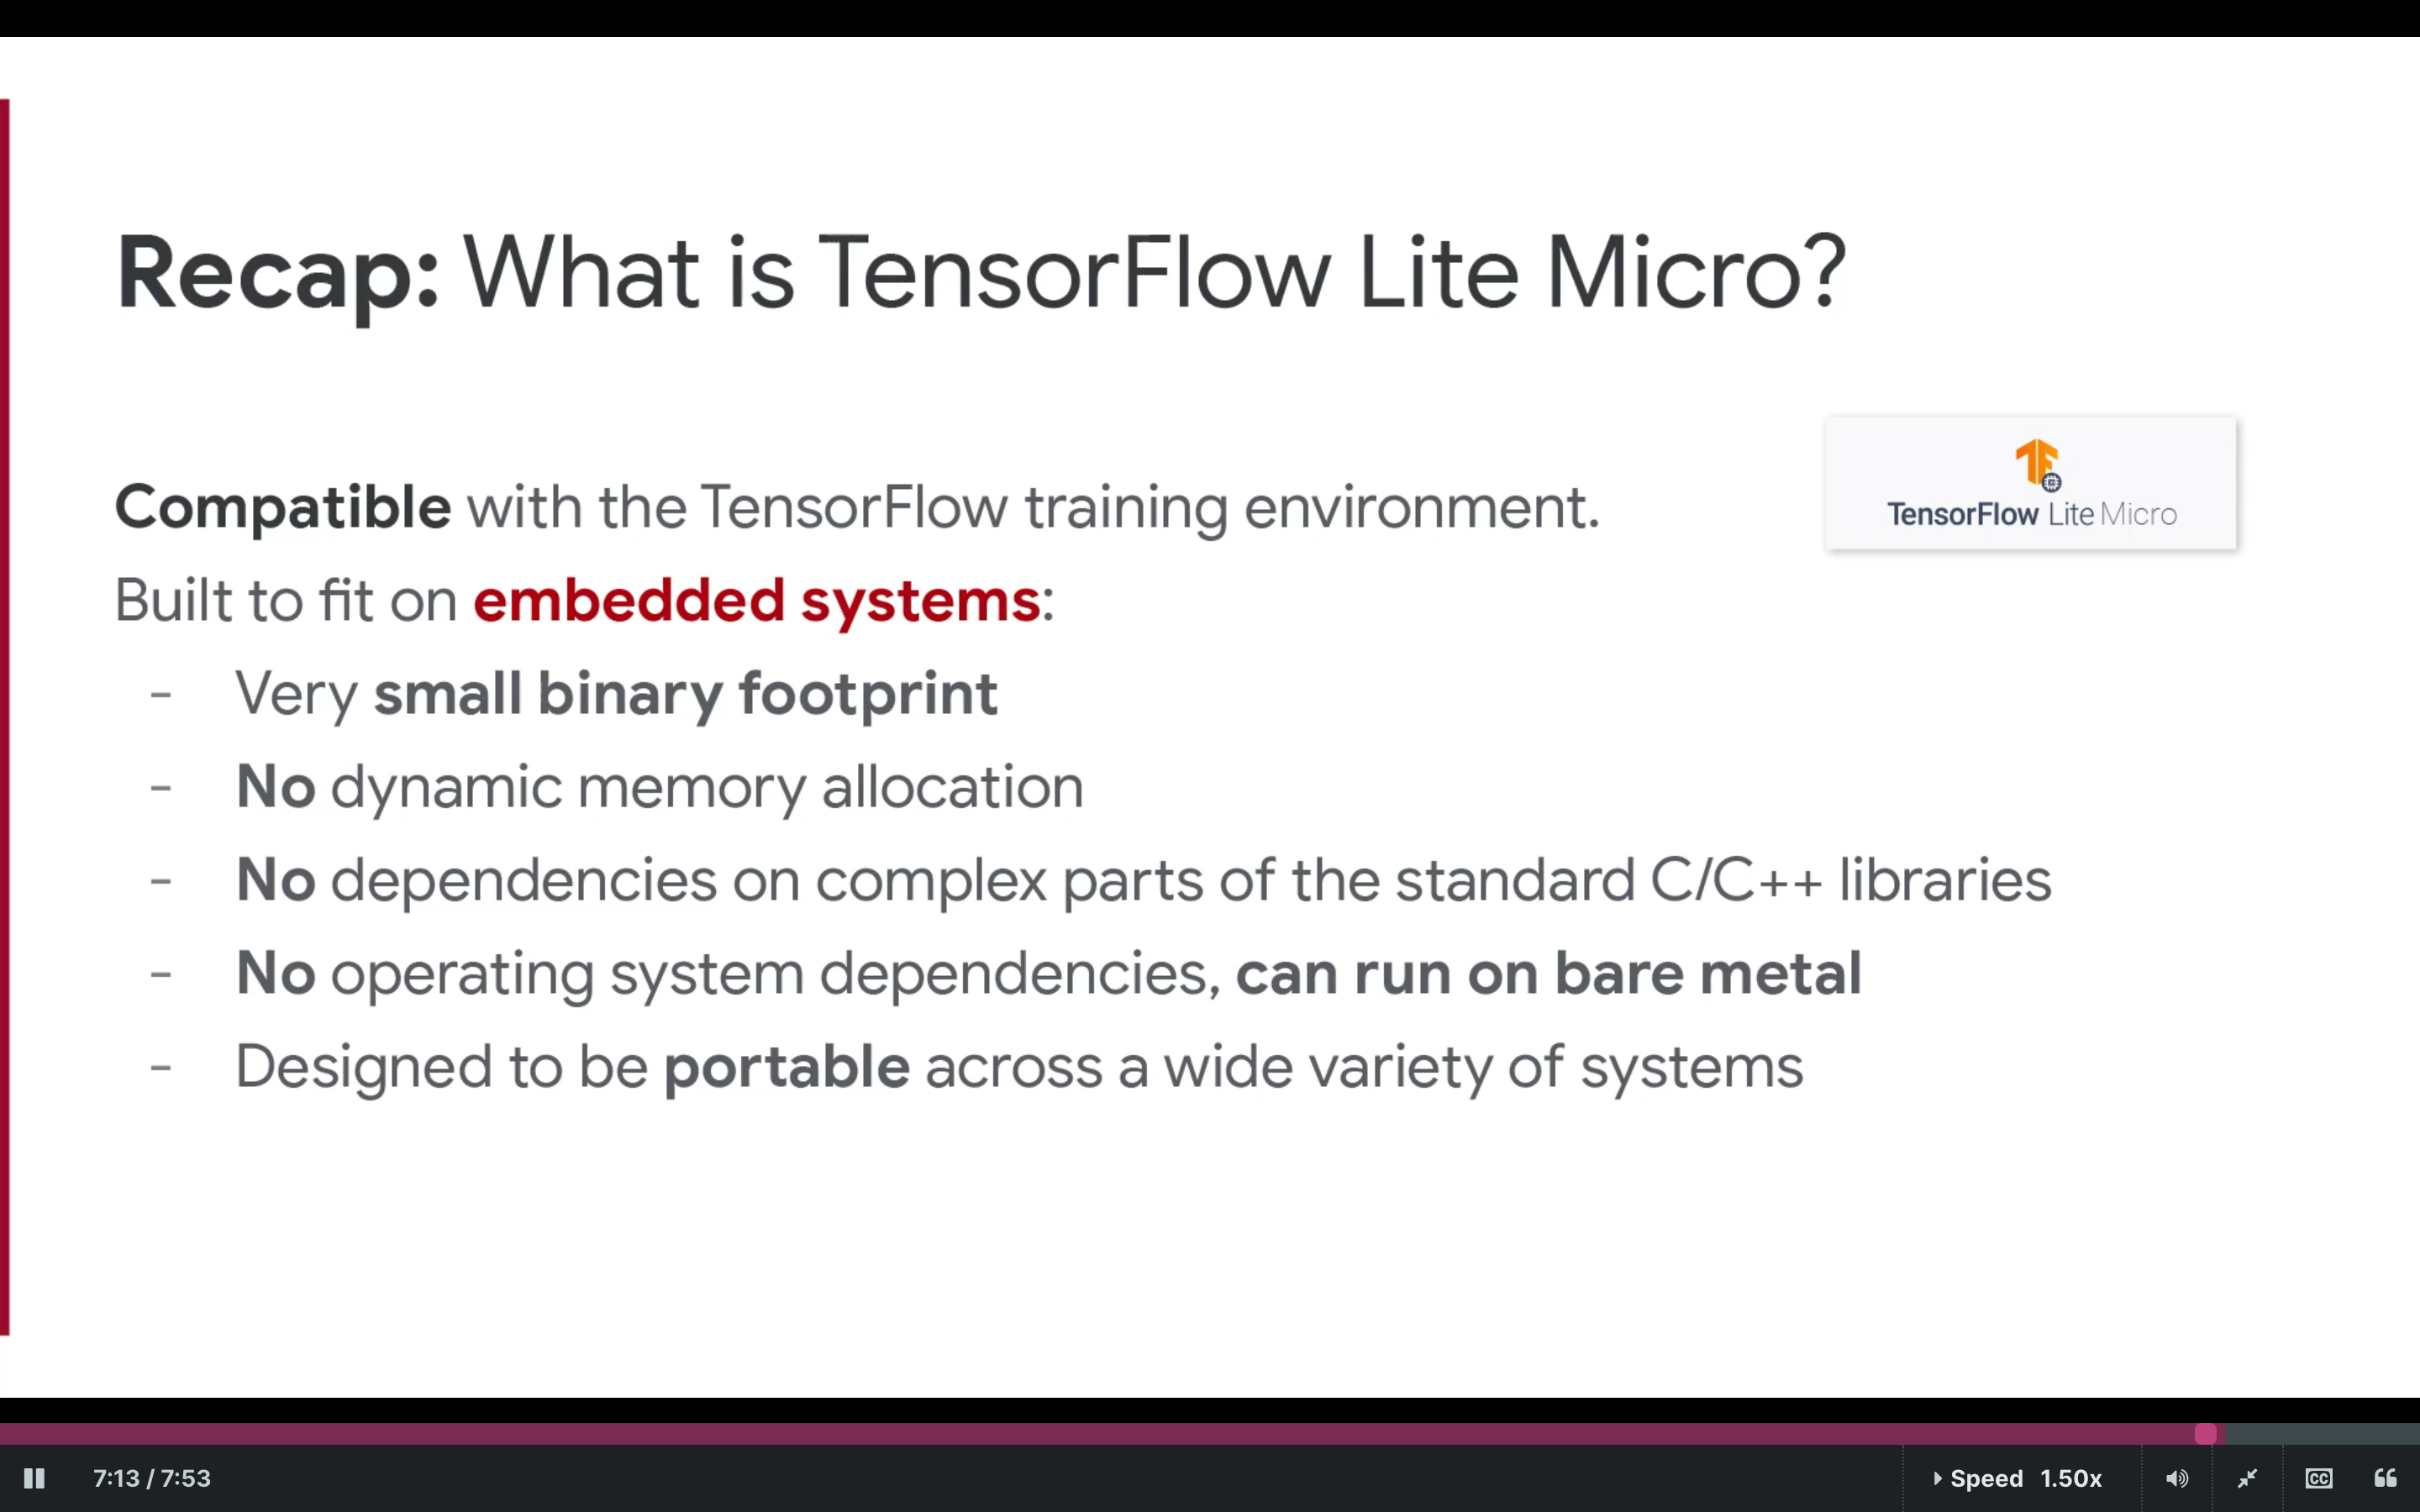 Recap: What is TensorFlow Lite Micro?
Compatible with the TensorFlow training environment.
TensorFlow Lite Micro
Built to fit on embedded systems:
- Very small binary footprint
- No dynamic memory allocation
- No dependencies on complex parts of the standard C/C++ libraries
- No operating system dependencies, can run on bare metal
- Designed to be portable across a wide variety of systems
7:13 / 7:53
Speed 1.50x
CC